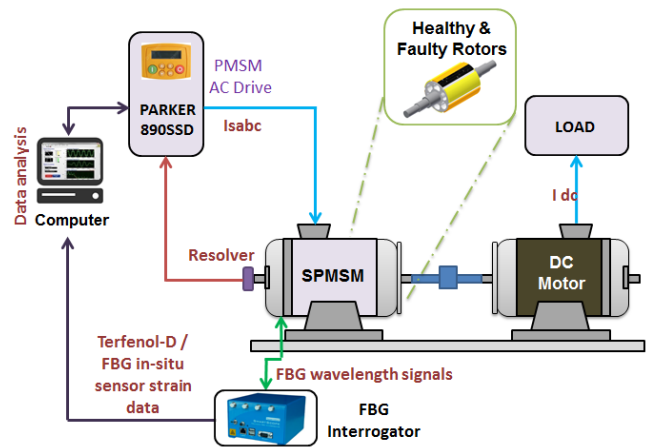 Healthy &
Faulty Rotors
PMSM
AC Drive
PARKER
890SSD
Isabc
LOAD
I dc
Data analysis
Computer
Resolver
SPMSM
DC
Motor
Terfenol-D /
FBG in-situ
sensor strain
data
FBG wavelength signals
FBG
Interrogator